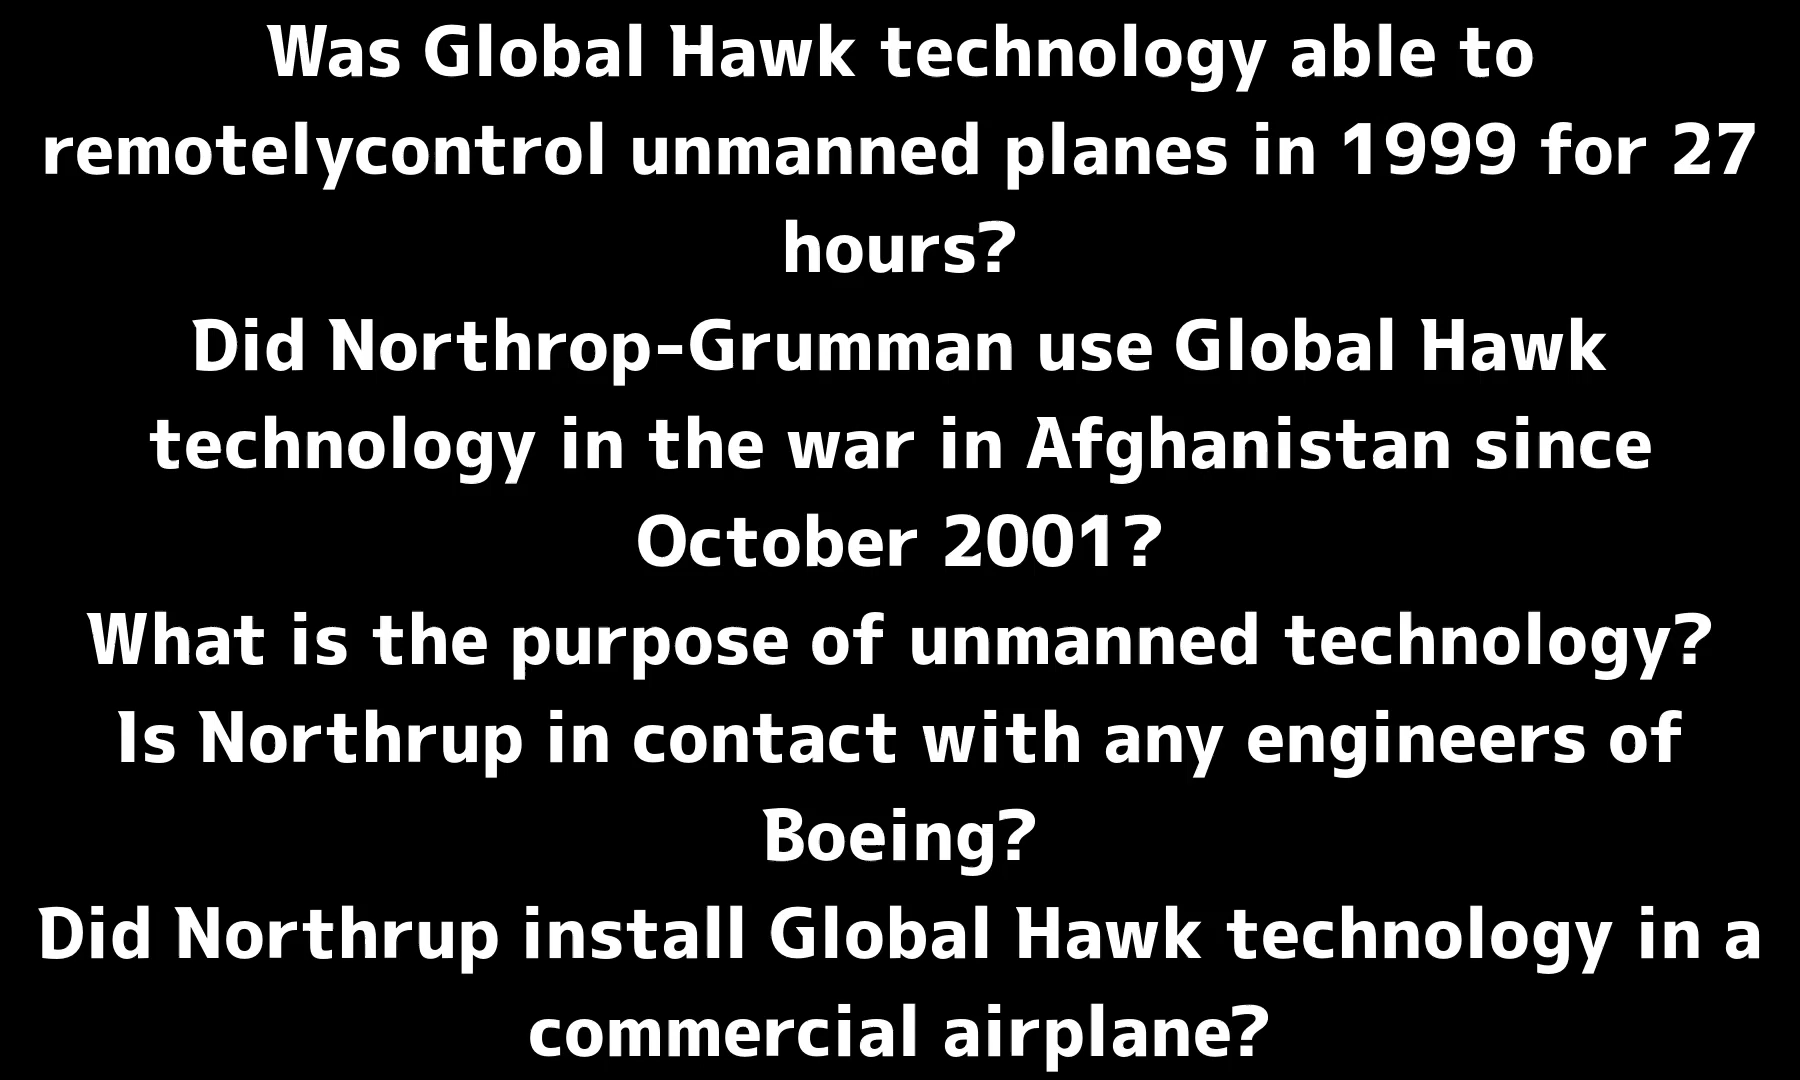 Was Global Hawk technology able to
remotelycontrol unmanned planes in 1999 for 27
hours?
Did Northrop-Grumman use Global Hawk
technology in the war in Afghanistan since
October 2001?
What is the purpose of unmanned technology?
Is Northrup in contact with any engineers of
Boeing?
Did Northrup install Global Hawk technology in a
commercial airplane?